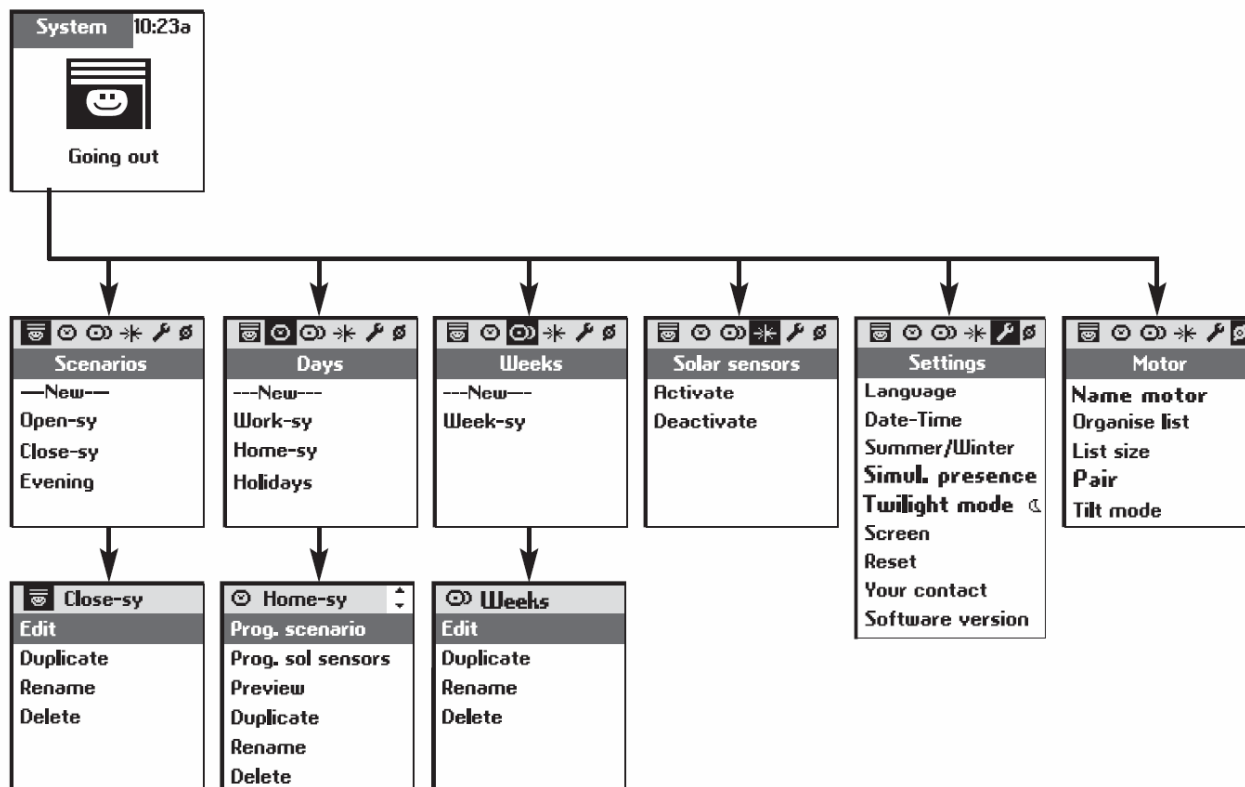 System 10:23a
Going out
Scenarios
---New---
Open-sy
Close-sy
Evening
Days
---New---
Work-sy
Home-sy
Holidays
Weeks
---New---
Week-sy
Solar sensors
Activate
Deactivate
Settings
Language
Date-Time
Summer/Winter
Simul. presence
Twilight mode
Screen
Reset
Your contact
Software version
Motor
Name motor
Organise list
List size
Pair
Tilt mode
Close-sy
Edit
Duplicate
Rename
Delete
Home-sy
Prog. scenario
Prog. sol sensors
Preview
Duplicate
Rename
Delete
Weeks
Edit
Duplicate
Rename
Delete